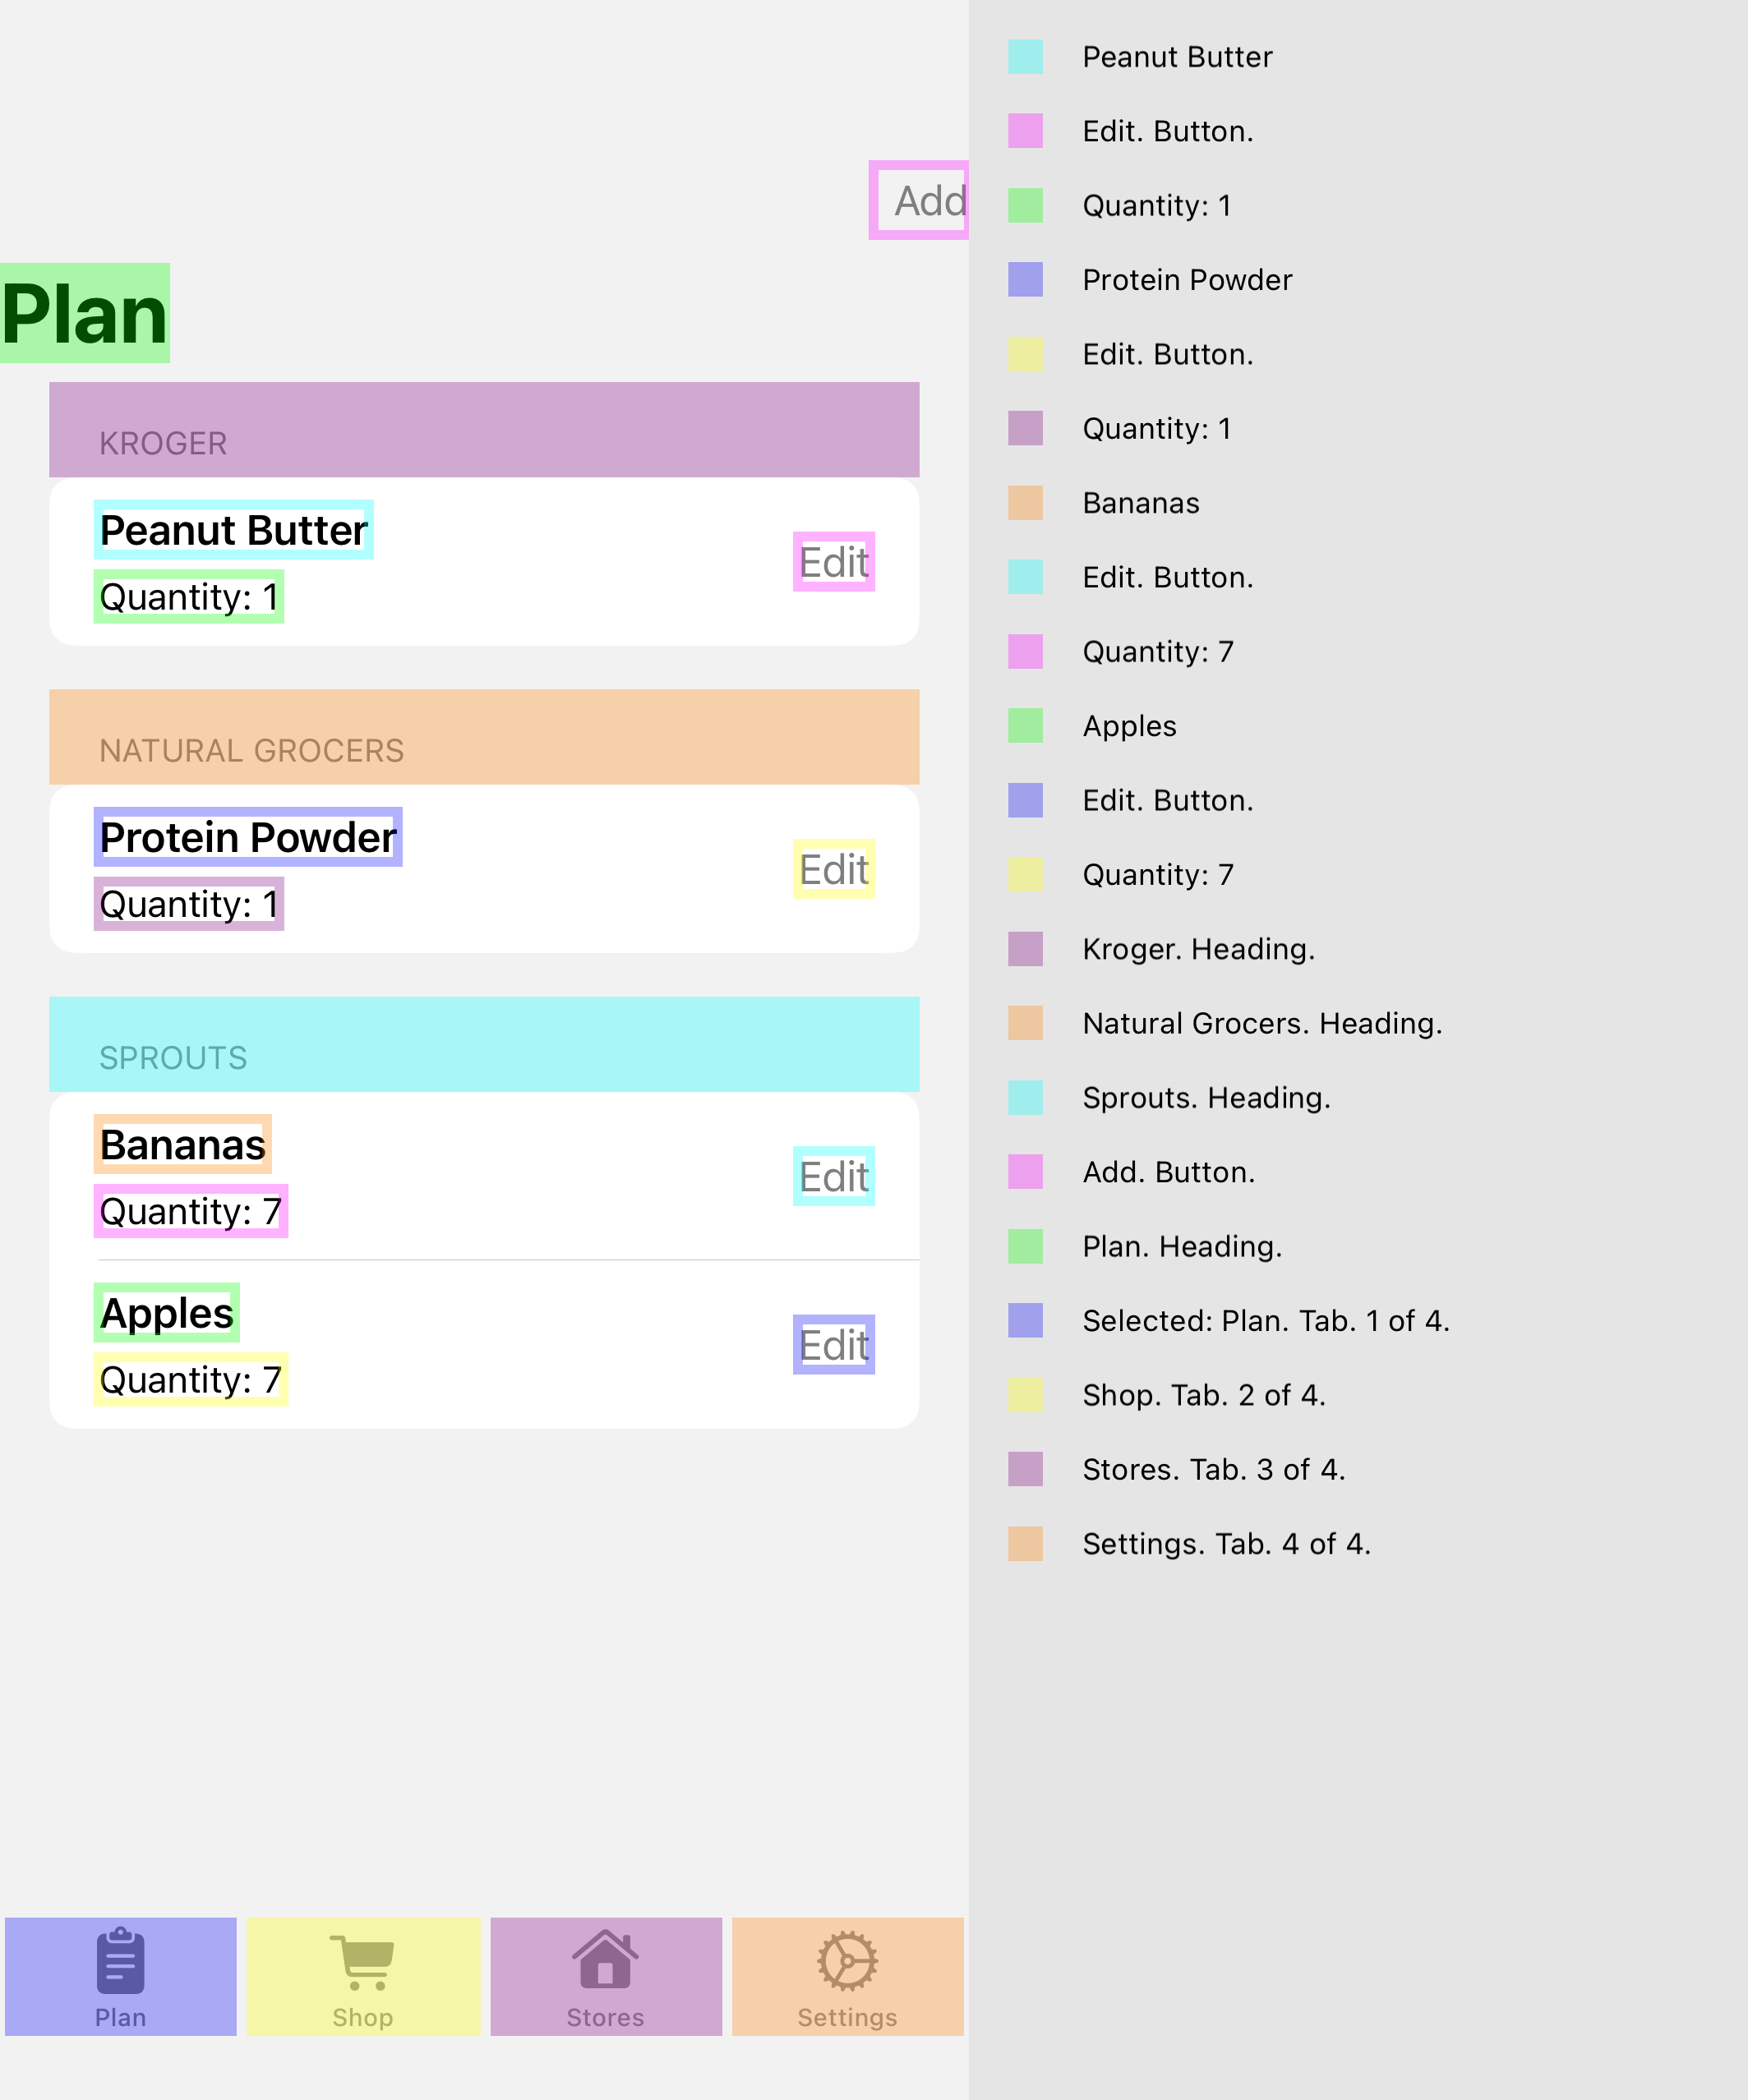 Add
Plan
KROGER
Peanut Butter
Edit
Quantity: 1
NATURAL GROCERS
Protein Powder
Edit
Quantity: 1
SPROUTS
Bananas
Edit
Quantity: 7
Apples
Edit
Quantity: 7
Plan
Shop
Stores
Settings
Peanut Butter
Edit. Button.
Quantity: 1
Protein Powder
Edit. Button.
Quantity: 1
Bananas
Edit. Button.
Quantity: 7
Apples
Edit. Button.
Quantity: 7
Kroger. Heading.
Natural Grocers. Heading.
Sprouts. Heading.
Add. Button.
Plan. Heading.
Selected: Plan. Tab. 1 of 4.
Shop. Tab. 2 of 4.
Stores. Tab. 3 of 4.
Settings. Tab. 4 of 4.